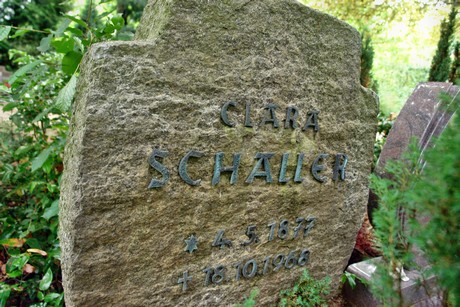 CLARA
SCHALLER
* 4.5.1877
† 18.10.1968